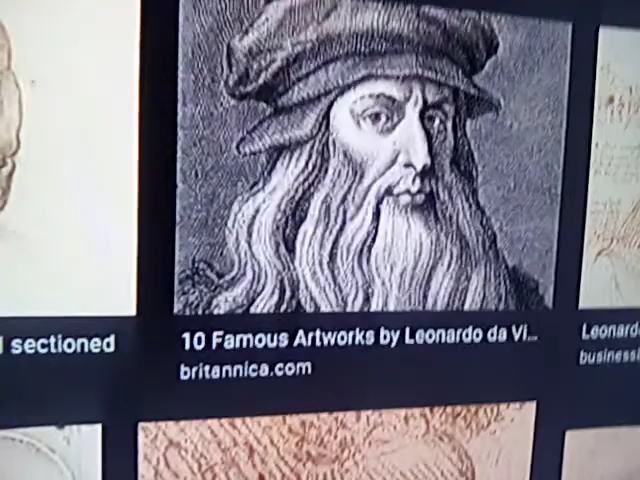 l sectioned
10 Famous Artworks by Leonardo da Vi...
britannica.com
Leonard
business